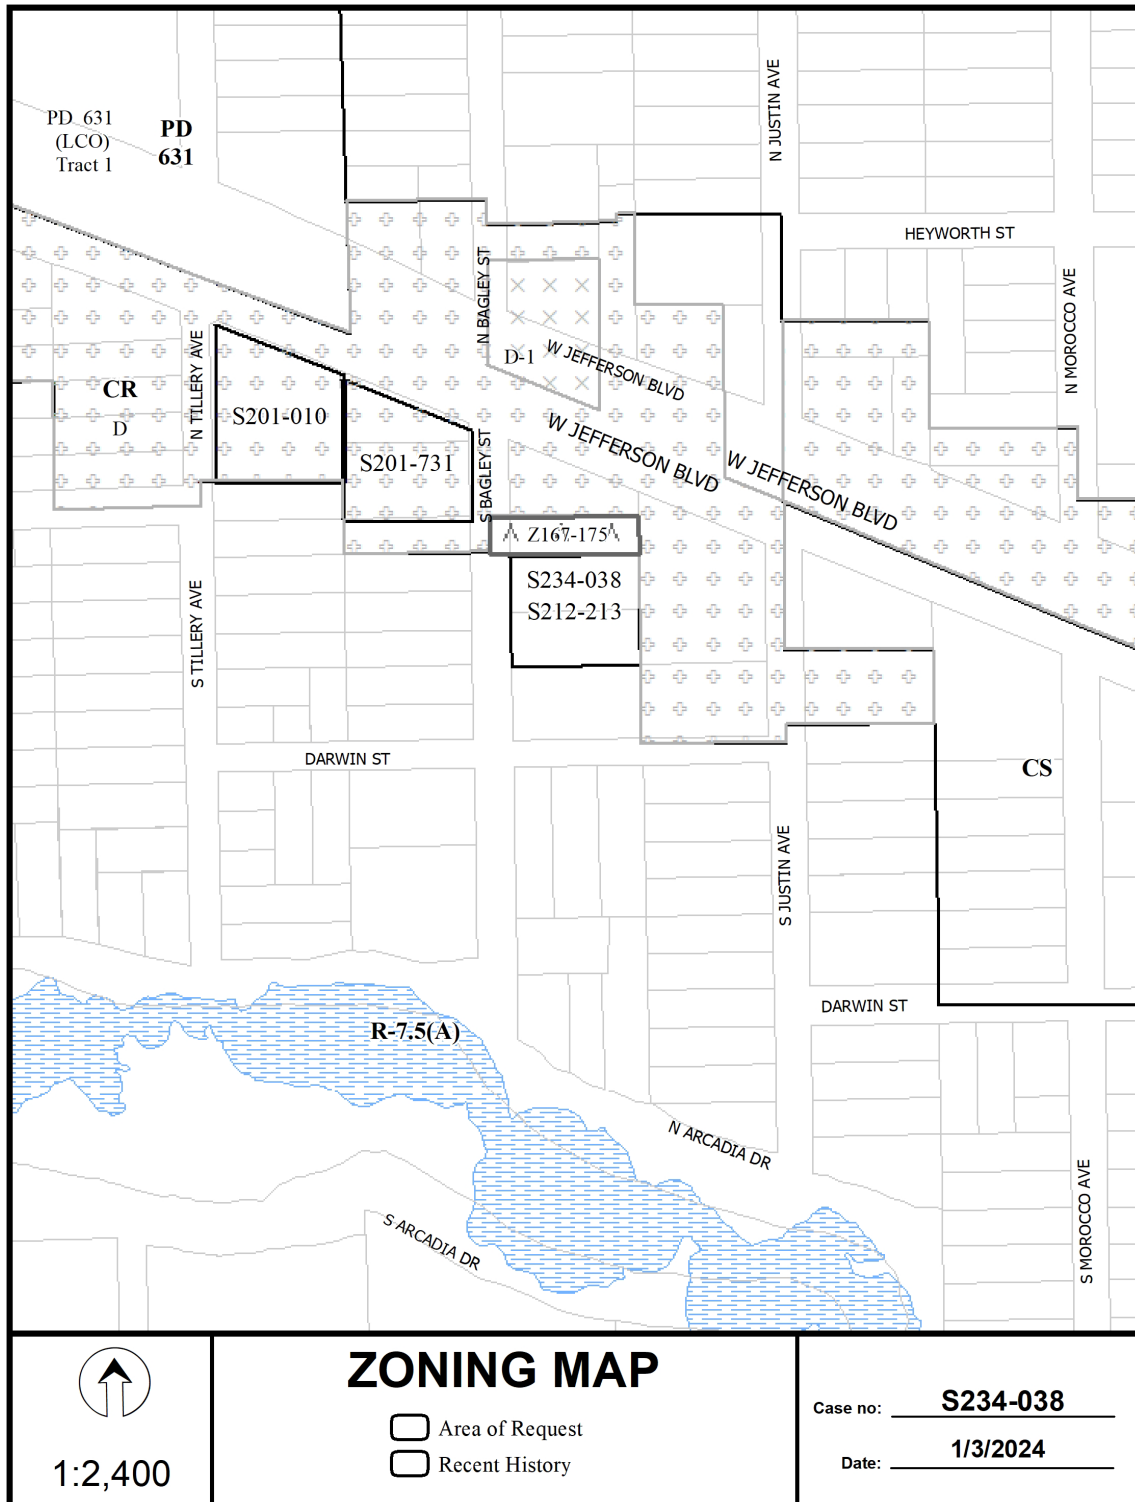 PD 631
(LCO)
Tract 1
PD
631
N JUSTIN AVE
HEYWORTH ST
N MOROCCO AVE
N BAGLEY ST
D-1
W JEFFERSON BLVD
N TILLERY AVE
CR
D
S201-010
S201-731
S BAGLEY ST
W JEFFERSON BLVD
W JEFFERSON BLVD
Z167-175
S234-038
S212-213
S TILLERY AVE
DARWIN ST
CS
S JUSTIN AVE
DARWIN ST
R-7.5(A)
N ARCADIA DR
S ARCADIA DR
S MOROCCO AVE
1:2,400
ZONING MAP
Area of Request
Recent History
Case no: S234-038
Date: 1/3/2024